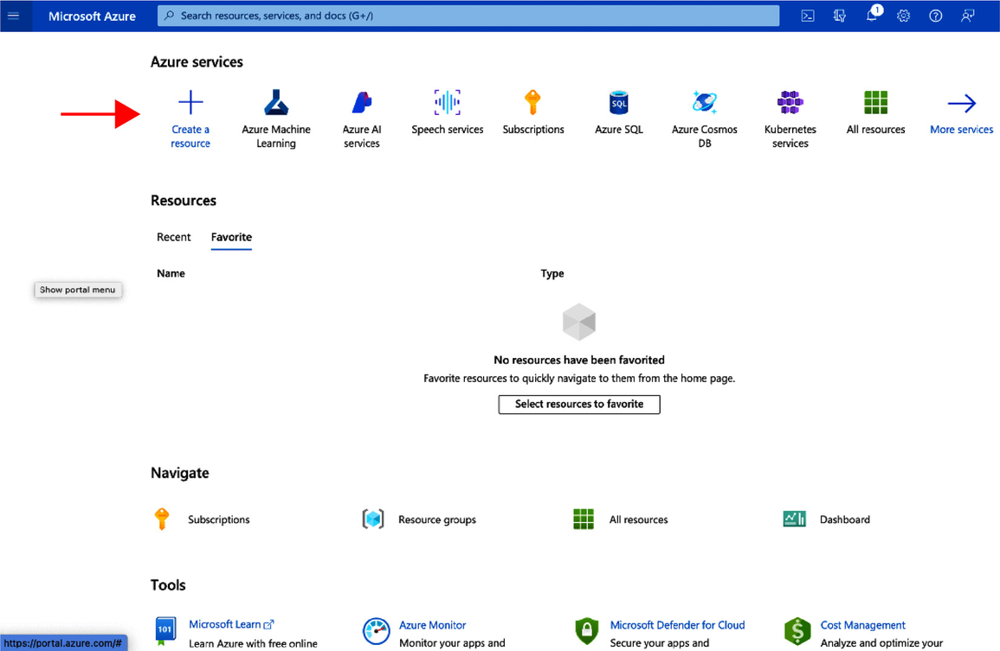 Microsoft Azure
Search resources, services, and docs (G+/)
1
Azure services
Create a
resource
Azure Machine
Learning
Azure AI
services
Speech services
Subscriptions
SQL
Azure SQL
Azure Cosmos
DB
Kubernetes
services
All resources
More services
Resources
Recent
Favorite
Name
Type
Show portal menu
No resources have been favorited
Favorite resources to quickly navigate to them from the home page.
Select resources to favorite
Navigate
Subscriptions
Resource groups
All resources
Dashboard
Tools
101
Microsoft Learn
Learn Azure with free online
Azure Monitor
Monitor your apps and
Microsoft Defender for Cloud
Secure your apps and
Cost Management
Analyze and optimize your
https://portal.azure.com/#